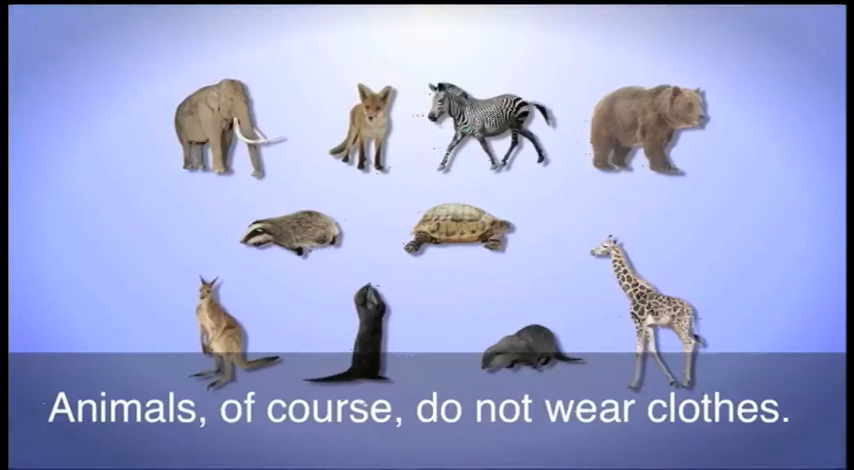 Animals, of course, do not wear clothes.